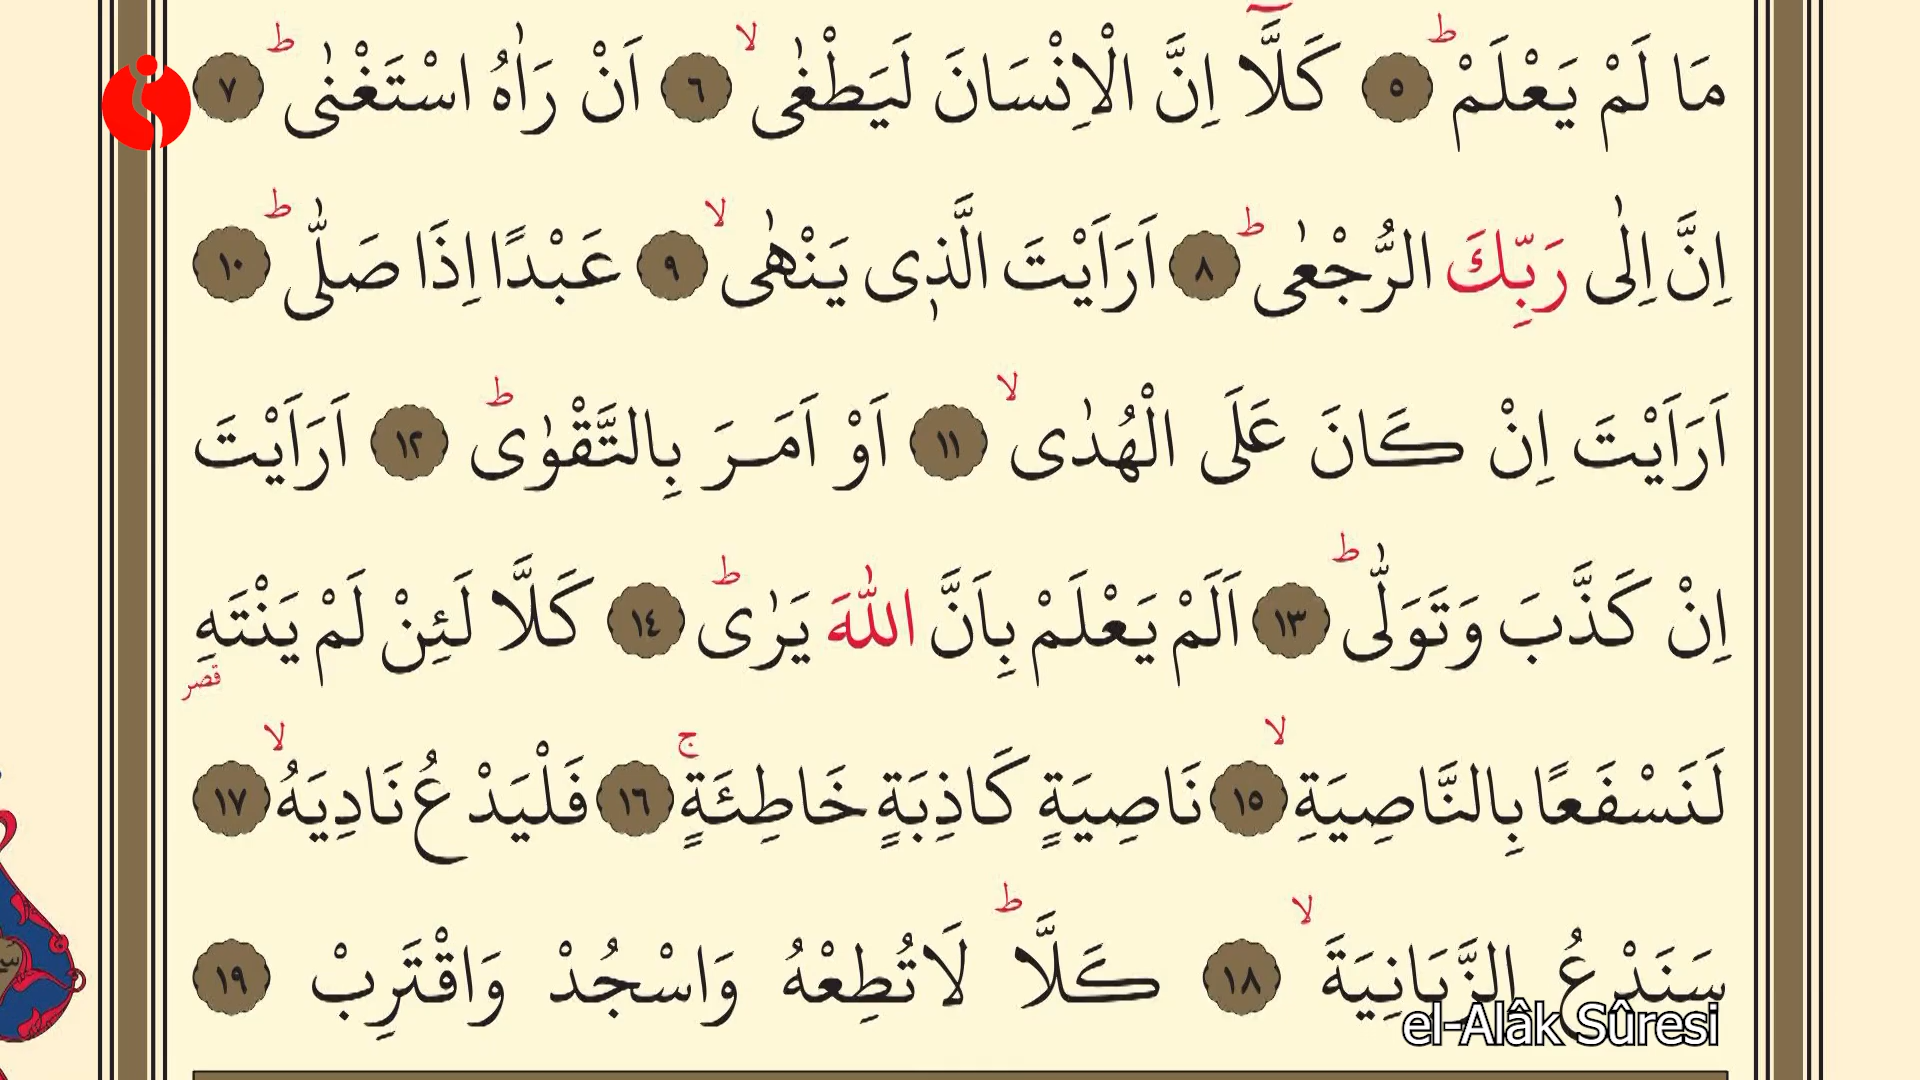 مَا لَمْ يَعْلَمْۜ ﴿٥﴾ كَلَّٓا اِنَّ الْاِنْسَانَ لَيَطْغٰىۙ ﴿٦﴾ اَنْ رَاٰهُ اسْتَغْنٰىۜ ﴿٧﴾
اِنَّ اِلٰى رَبِّكَ الرُّجْعٰىۜ ﴿٨﴾ اَرَاَيْتَ الَّذ۪ى يَنْهٰىۙ ﴿٩﴾ عَبْدًا اِذَا صَلّٰىۜ ﴿١٠﴾
اَرَاَيْتَ اِنْ كَانَ عَلَى الْهُدٰىۙ ﴿١١﴾ اَوْ اَمَرَ بِالتَّقْوٰىۜ ﴿١٢﴾ اَرَاَيْتَ
اِنْ كَذَّبَ وَتَوَلّٰىۜ ﴿١٣﴾ اَلَمْ يَعْلَمْ بِاَنَّ اللّٰهَ يَرٰىۜ ﴿١٤﴾ كَلَّا لَئِنْ لَمْ يَنْتَهِ
قصر
لَنَسْفَعًا بِالنَّاصِيَةِۙ ﴿١٥﴾ نَاصِيَةٍ كَاذِبَةٍ خَاطِئَةٍۚ ﴿١٦﴾ فَلْيَدْعُ نَادِيَهُۙ ﴿١٧﴾
سَنَدْعُ الزَّبَانِيَةَۙ ﴿١٨﴾ كَلَّاۜ لَا تُطِعْهُ وَاسْجُدْ وَاقْتَرِبْ ﴿١٩﴾
el-Alâk Sûresi